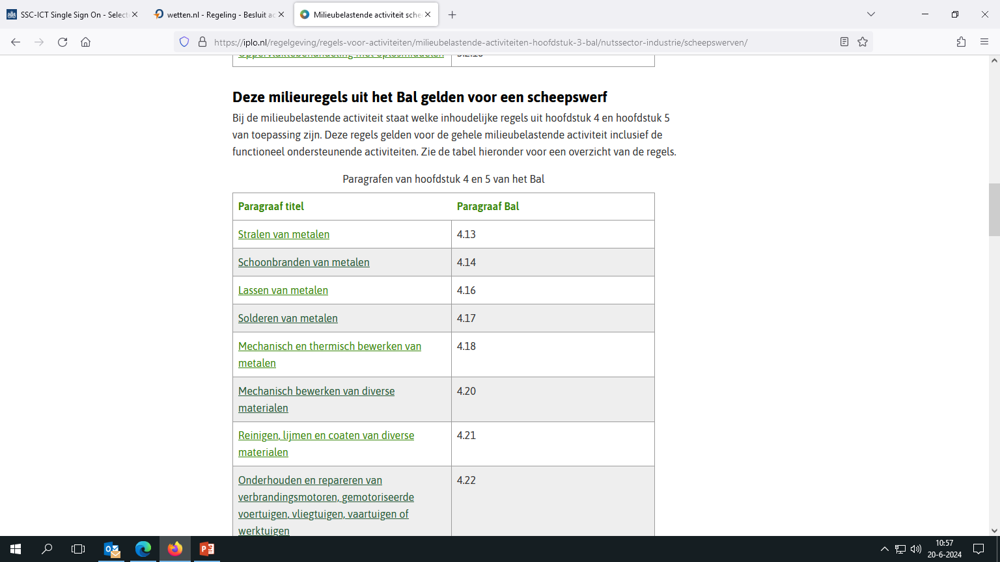 SSC-ICT Single Sign On - Select
wetten.nl - Regeling - Besluit ac
Milieubelastende activiteit sche
https://iplo.nl/regelgeving/regels-voor-activiteiten/milieubelastende-activiteiten-hoofdstuk-3-bal/nutssector-industrie/scheepswerven/
Oppervlaktebehandeling met oplosmiddelen
Deze milieuregels uit het Bal gelden voor een scheepswerf
Bij de milieubelastende activiteit staat welke inhoudelijke regels uit hoofdstuk 4 en hoofdstuk 5
van toepassing zijn. Deze regels gelden voor de gehele milieubelastende activiteit inclusief de
functioneel ondersteunende activiteiten. Zie de tabel hieronder voor een overzicht van de regels.
Paragrafen van hoofdstuk 4 en 5 van het Bal
Paragraaf titel Paragraaf Bal
Stralen van metalen 4.13
Schoonbranden van metalen 4.14
Lassen van metalen 4.16
Solderen van metalen 4.17
Mechanisch en thermisch bewerken van 4.18
metalen
Mechanisch bewerken van diverse 4.20
materialen
Reinigen, lijmen en coaten van diverse 4.21
materialen
Onderhouden en repareren van 4.22
verbrandingsmotoren, gemotoriseerde
voertuigen, vliegtuigen, vaartuigen of
werktuigen
10:57
20-6-2024